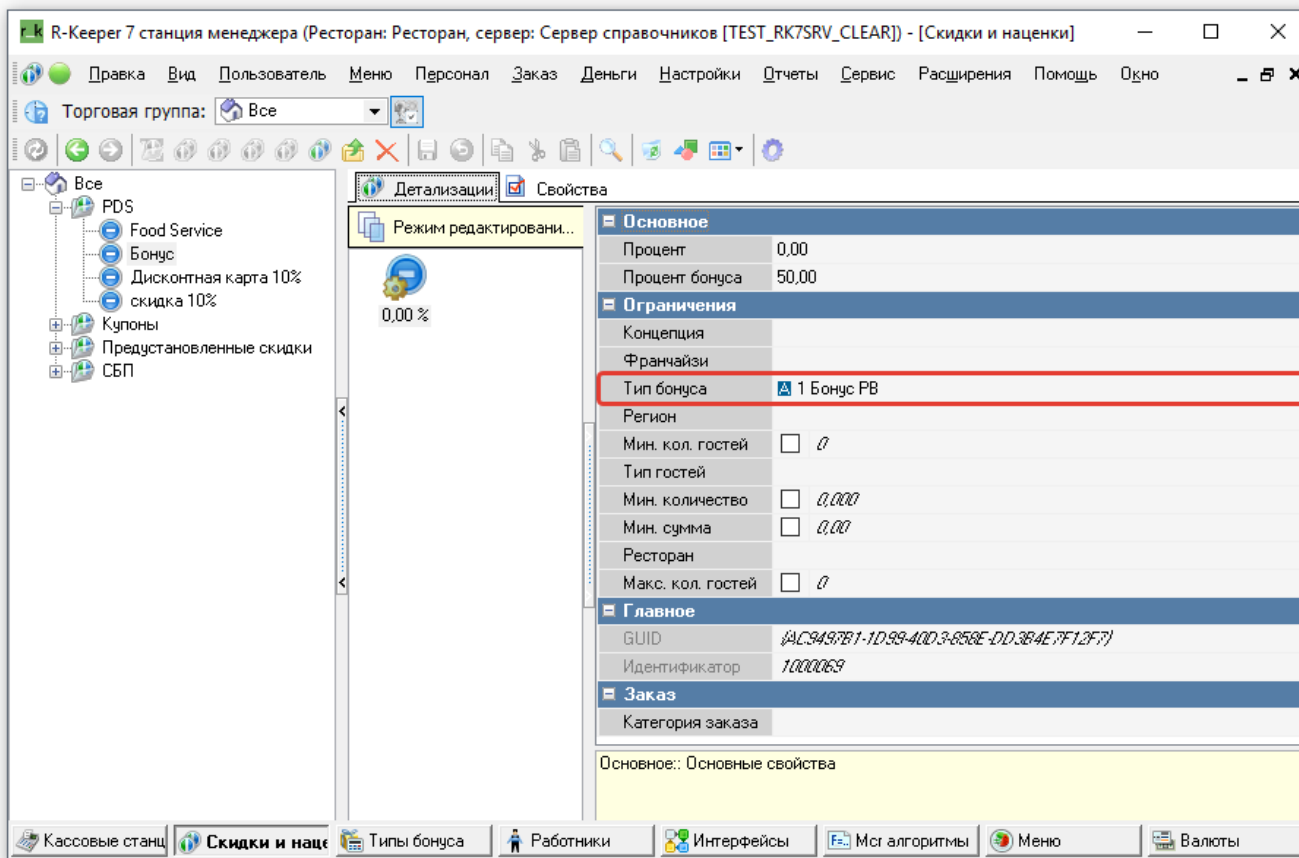 r_k R-Keeper 7 станция менеджера (Ресторан: Ресторан, сервер: Сервер справочников [TEST_RK7SRV_CLEAR]) - [Скидки и наценки]
Правка Вид Пользователь Меню Персонал Заказ Деньги Настройки Отчеты Сервис Расширения Помощь Окно
Торговая группа: Все
Все
PDS
Food Service
Бонус
Дисконтная карта 10%
скидка 10%
Купоны
Предустановленные скидки
СБП
Детализации Свойства
Режим редактировани...
0,00 %
Основное
Процент 0,00
Процент бонуса 50,00
Ограничения
Концепция
Франчайзи
Тип бонуса A 1 Бонус РВ
Регион
Мин. кол. гостей 0
Тип гостей
Мин. количество 0,000
Мин. сумма 0,00
Ресторан
Макс. кол. гостей 0
Главное
GUID {AC9497B1-1D99-40D3-858E-DD3B4E7F12F7}
Идентификатор 1000069
Заказ
Категория заказа
Основное:: Основные свойства
Кассовые станц Скидки и наце Типы бонуса Работники Интерфейсы F=.. Мcr алгоритмы Меню Валюты